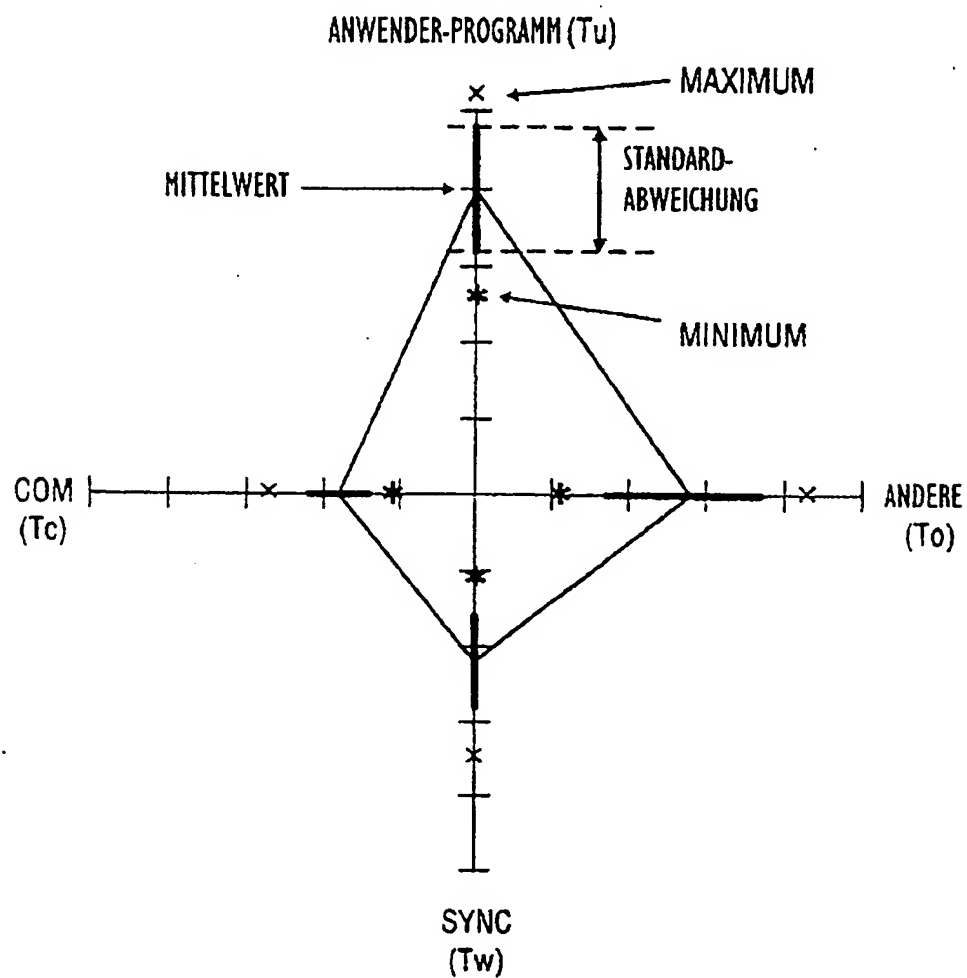 ANWENDER-PROGRAMM (Tu)
MAXIMUM
STANDARD-
ABWEICHUNG
MITTELWERT
MINIMUM
COM
(Tc)
ANDERE
(To)
SYNC
(Tw)